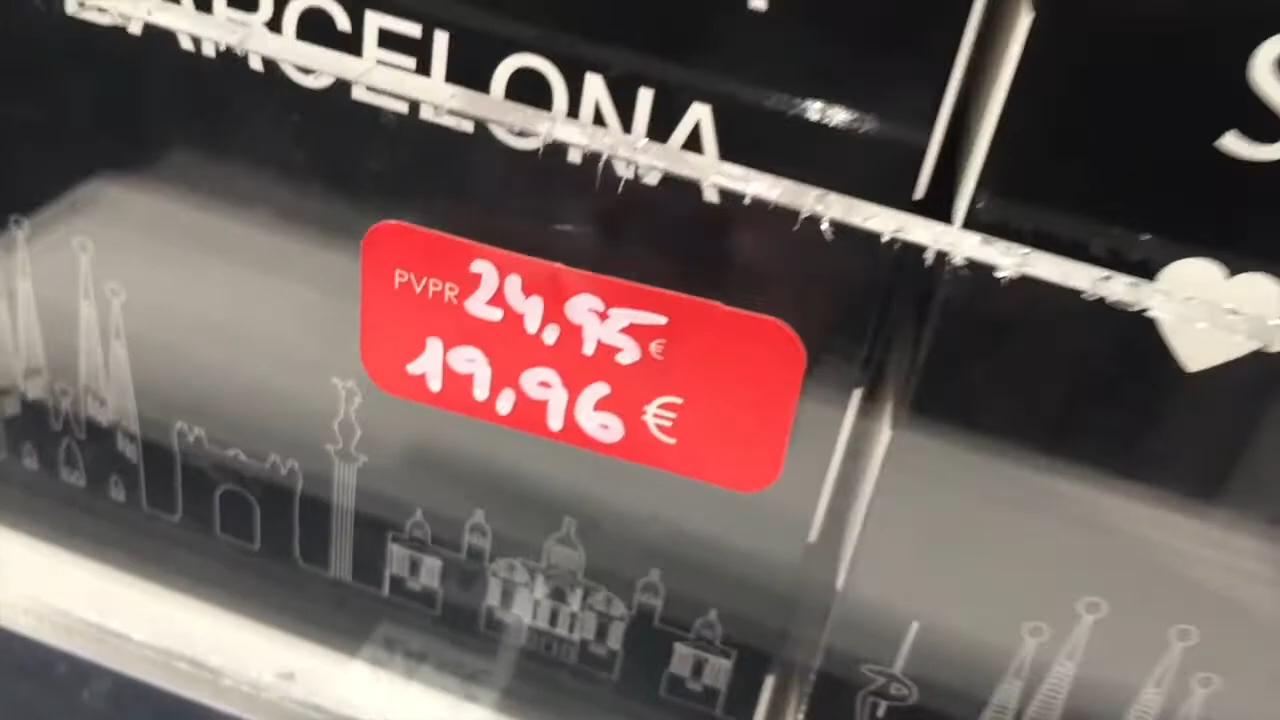 BARCELONA
PVPR 24,95 €
19,96 €